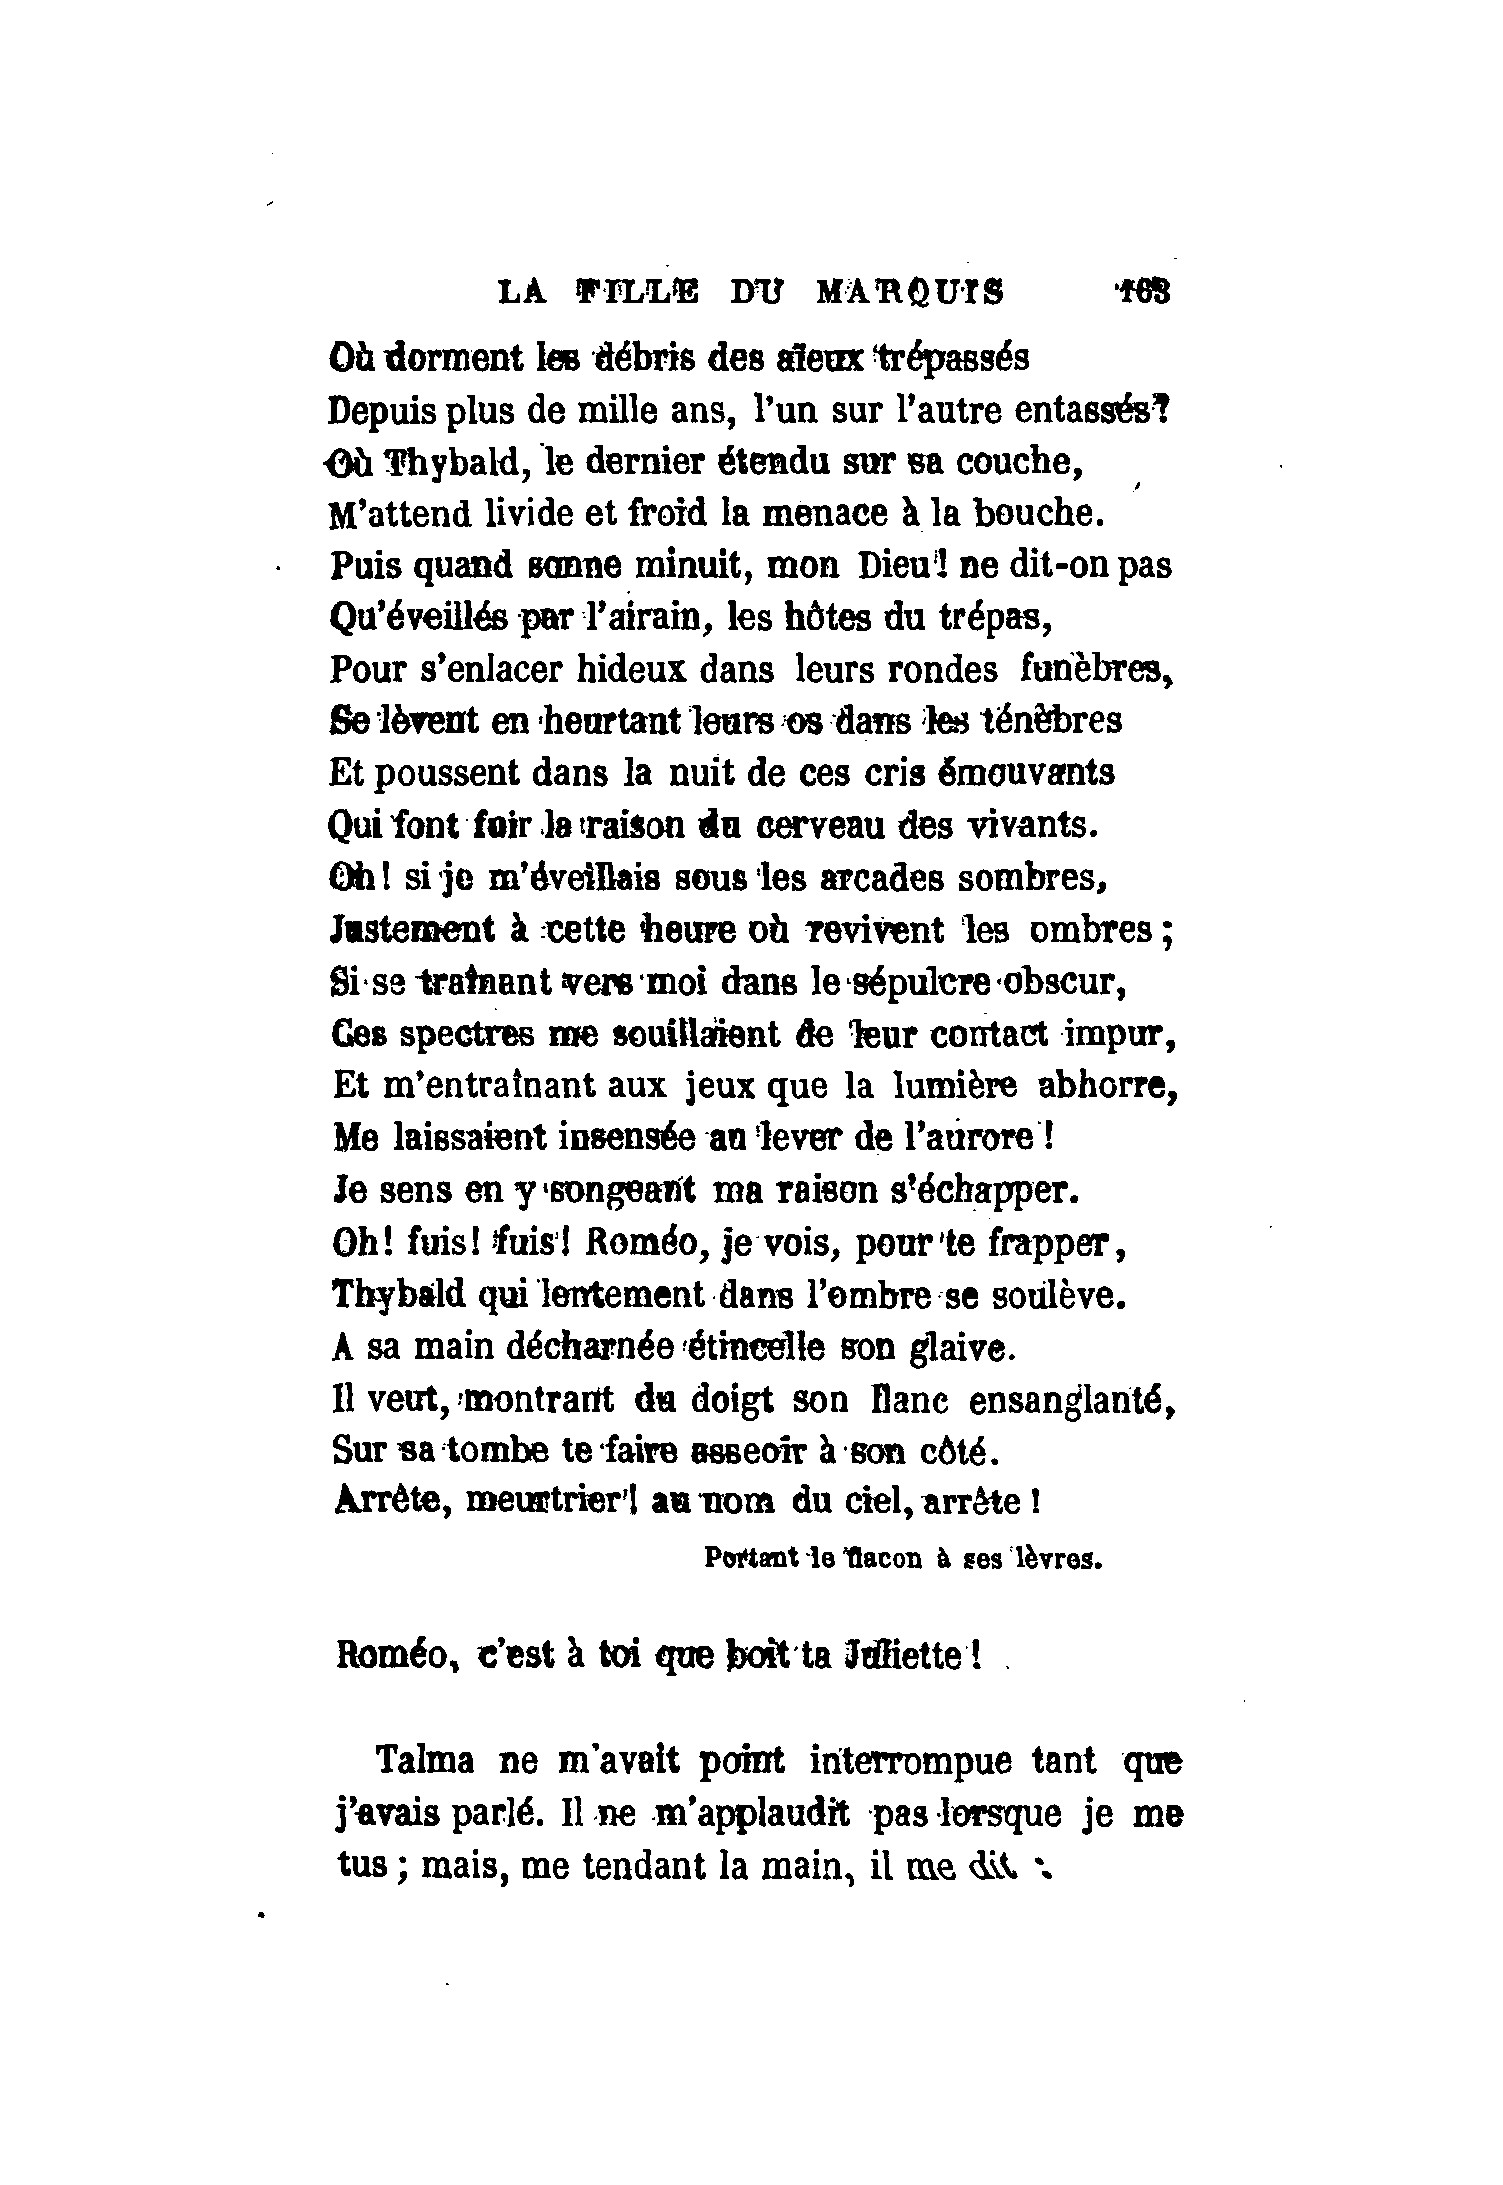 LA FILLE DU MARQUIS 163
Où dorment les débris des aïeux trépassés
Depuis plus de mille ans, l'un sur l'autre entassés?
Où Thybald, le dernier étendu sur sa couche,
M'attend livide et froid la menace à la bouche.
Puis quand sonne minuit, mon Dieu! ne dit-on pas
Qu'éveillés par l'airain, les hôtes du trépas,
Pour s'enlacer hideux dans leurs rondes funèbres,
Se lèvent en heurtant leurs os dans les ténèbres
Et poussent dans la nuit de ces cris émouvants
Qui font fuir la raison du cerveau des vivants.
Oh! si je m'éveillais sous les arcades sombres,
Justement à cette heure où revivent les ombres;
Si se traînant vers moi dans le sépulcre obscur,
Ces spectres me souillaient de leur contact impur,
Et m'entraînant aux jeux que la lumière abhorre,
Me laissaient insensée au lever de l'aurore!
Je sens en y songeant ma raison s'échapper.
Oh! fuis! fuis! Roméo, je vois, pour te frapper,
Thybald qui lentement dans l'ombre se soulève.
A sa main décharnée étincelle son glaive.
Il veut, montrant du doigt son flanc ensanglanté,
Sur sa tombe te faire asseoir à son côté.
Arrête, meurtrier! au nom du ciel, arrête!
Portant le flacon à ses lèvres.
Roméo, c'est à toi que boit ta Juliette!
Talma ne m'avait point interrompue tant que
j'avais parlé. Il ne m'applaudit pas lorsque je me
tus; mais, me tendant la main, il me dit: